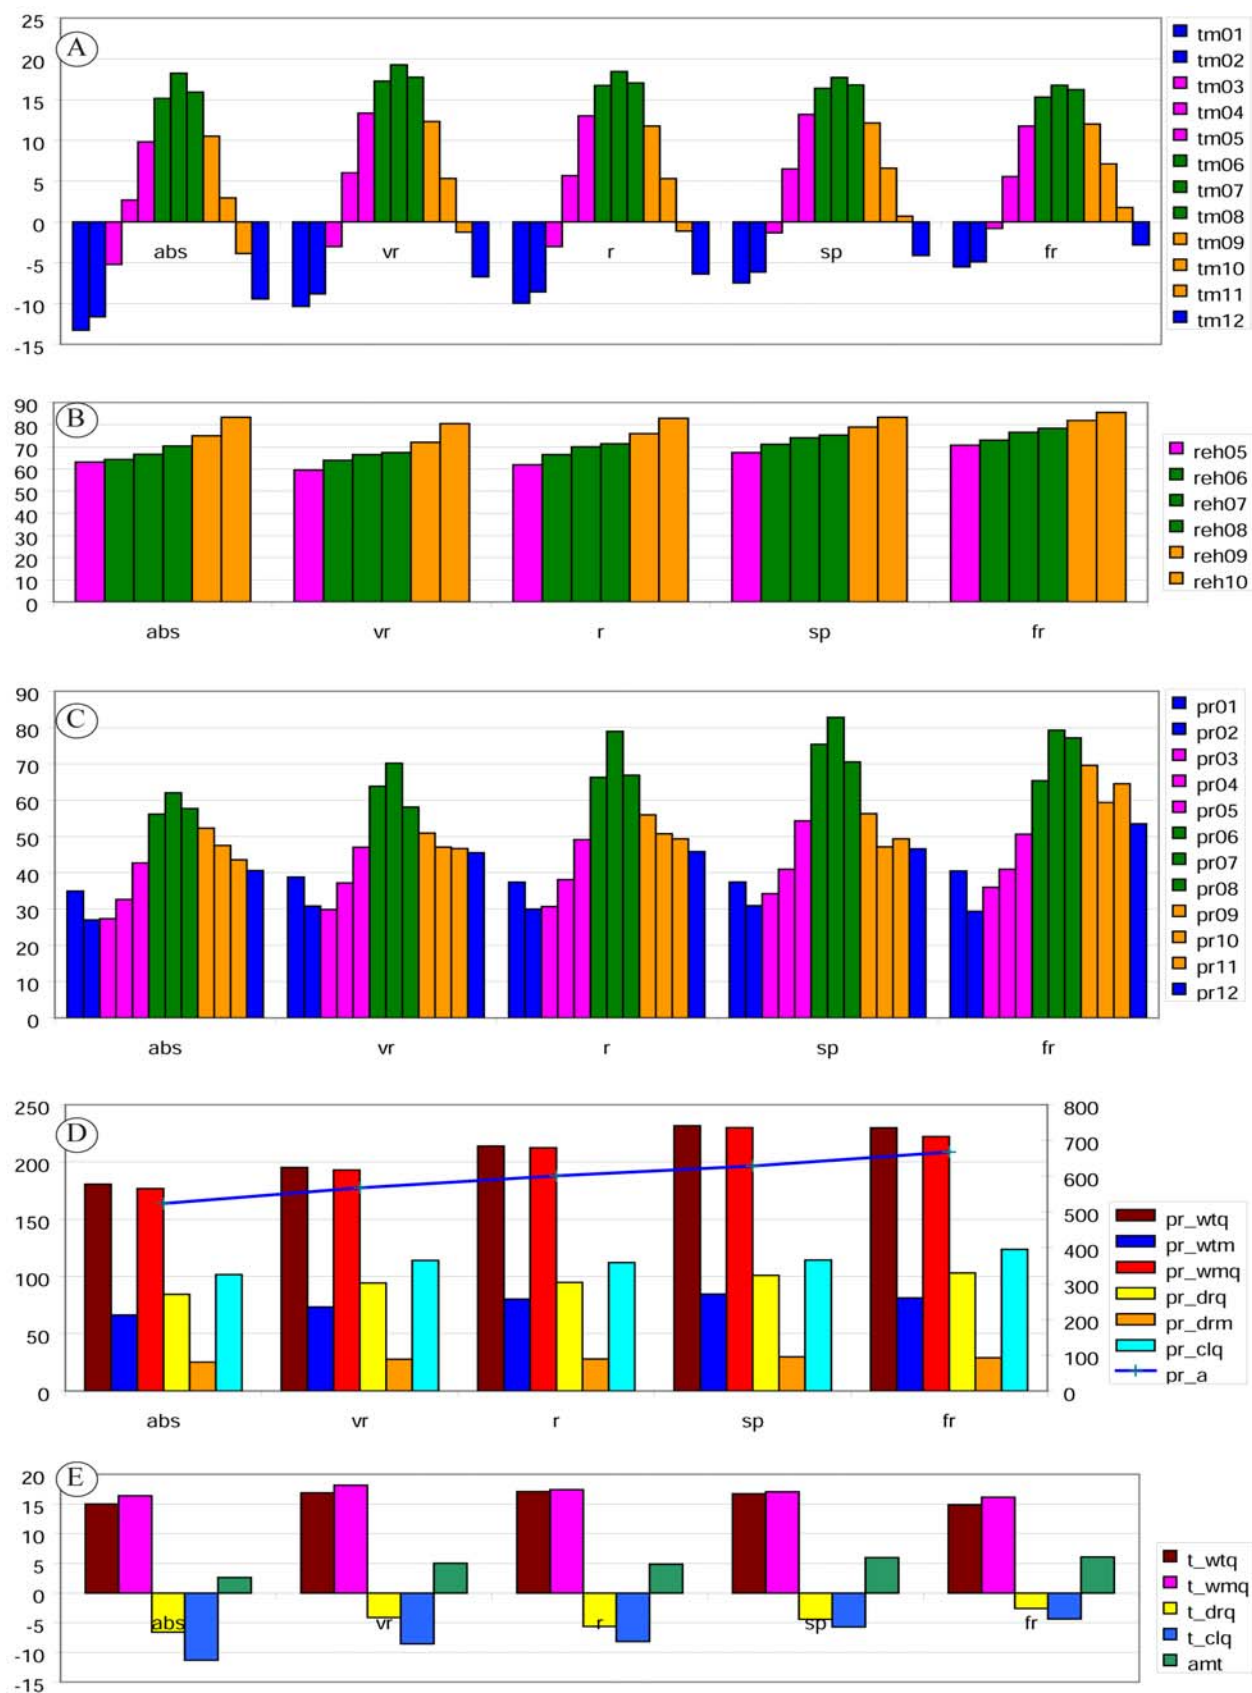 A
25
20
15
10
5
0
-5
-10
-15
abs vr r sp fr
tm01
tm02
tm03
tm04
tm05
tm06
tm07
tm08
tm09
tm10
tm11
tm12
B
90
80
70
60
50
40
30
20
10
0
abs vr r sp fr
reh05
reh06
reh07
reh08
reh09
reh10
C
90
80
70
60
50
40
30
20
10
0
abs vr r sp fr
pr01
pr02
pr03
pr04
pr05
pr06
pr07
pr08
pr09
pr10
pr11
pr12
D
250
200
150
100
50
0
abs vr r sp fr
800
700
600
500
400
300
200
100
0
pr_wtq
pr_wtm
pr_wmq
pr_drq
pr_drm
pr_clq
pr_a
E
20
15
10
5
0
-5
-10
-15
abs vr r sp fr
t_wtq
t_wmq
t_drq
t_clq
amt